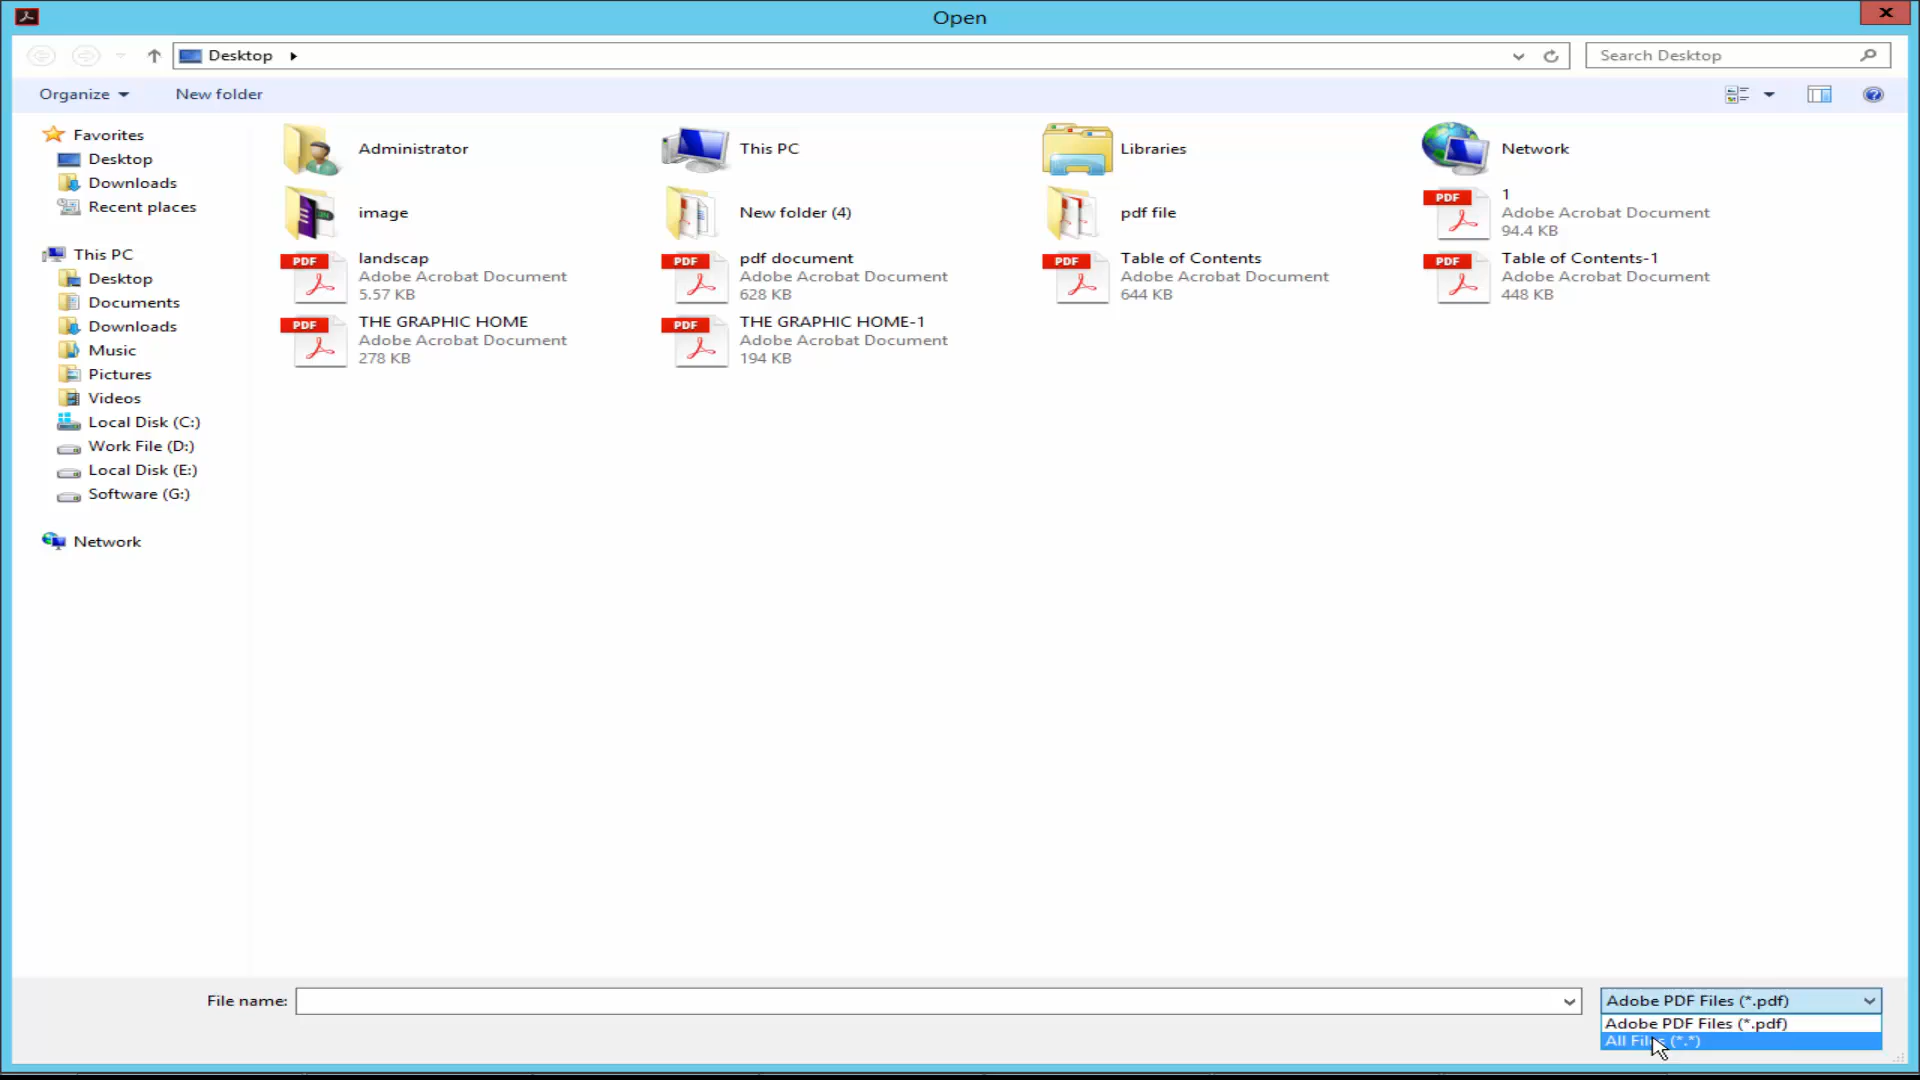 Open
Desktop
Search Desktop
Organize
New folder
Favorites
Desktop
Downloads
Recent places
This PC
Desktop
Documents
Downloads
Music
Pictures
Videos
Local Disk (C:)
Work File (D:)
Local Disk (E:)
Software (G:)
Network
Administrator
This PC
Libraries
Network
image
New folder (4)
pdf file
PDF
1
Adobe Acrobat Document
94.4 KB
PDF
landscap
Adobe Acrobat Document
5.57 KB
PDF
pdf document
Adobe Acrobat Document
628 KB
PDF
Table of Contents
Adobe Acrobat Document
644 KB
PDF
Table of Contents-1
Adobe Acrobat Document
448 KB
PDF
THE GRAPHIC HOME
Adobe Acrobat Document
278 KB
PDF
THE GRAPHIC HOME-1
Adobe Acrobat Document
194 KB
File name:
Adobe PDF Files (*.pdf)
Adobe PDF Files (*.pdf)
All Files (*.*)